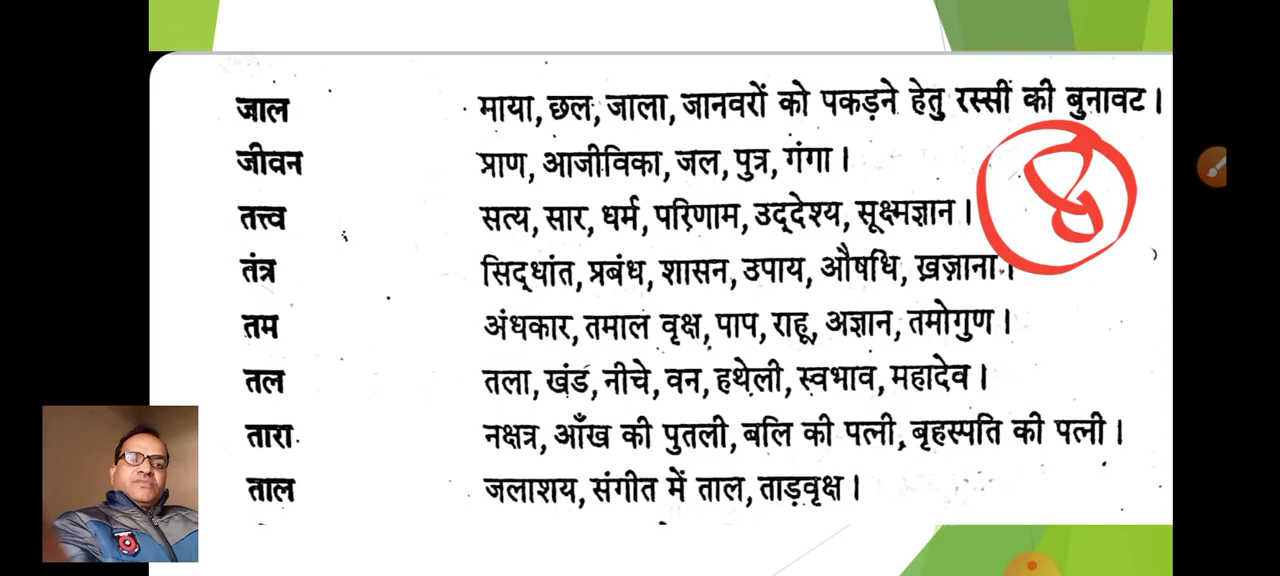 जाल माया, छल, जाला, जानवरों को पकड़ने हेतु रस्सीं की बुनावट।
जीवन प्राण, आजीविका, जल, पुत्र, गंगा।
तत्त्व सत्य, सार, धर्म, परिणाम, उद्देश्य, सूक्ष्मज्ञान।
तंत्र सिद्धांत, प्रबंध, शासन, उपाय, औषधि, ख़ज़ाना।
तम अंधकार, तमाल वृक्ष, पाप, राहू, अज्ञान, तमोगुण।
तल तला, खंड, नीचे, वन, हथेली, स्वभाव, महादेव।
तारा नक्षत्र, आँख की पुतली, बलि की पत्नी, बृहस्पति की पत्नी।
ताल जलाशय, संगीत में ताल, ताड़वृक्ष।